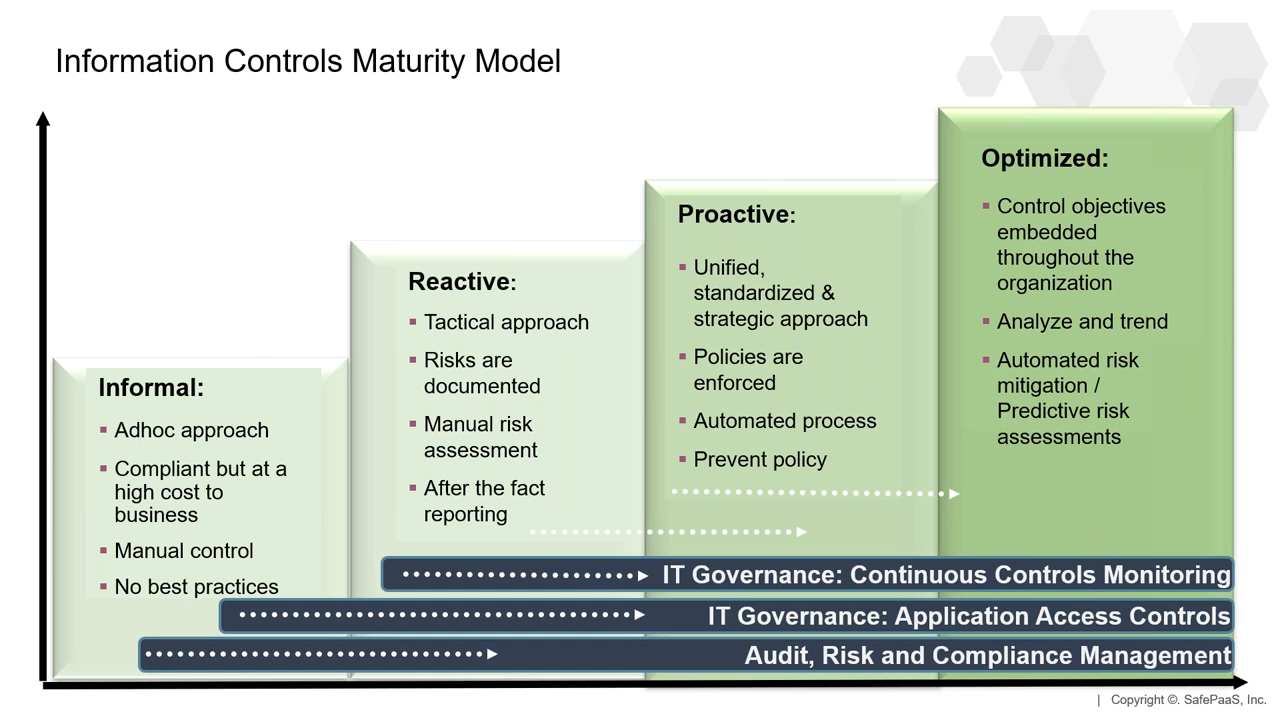 Information Controls Maturity Model
Informal:
▪ Adhoc approach
▪ Compliant but at a
high cost to
business
▪ Manual control
▪ No best practices
Reactive:
▪ Tactical approach
▪ Risks are
documented
▪ Manual risk
assessment
▪ After the fact
reporting
Proactive:
▪ Unified,
standardized &
strategic approach
▪ Policies are
enforced
▪ Automated process
▪ Prevent policy
Optimized:
▪ Control objectives
embedded
throughout the
organization
▪ Analyze and trend
▪ Automated risk
mitigation /
Predictive risk
assessments
IT Governance: Continuous Controls Monitoring
IT Governance: Application Access Controls
Audit, Risk and Compliance Management
| Copyright ©. SafePaaS, Inc.